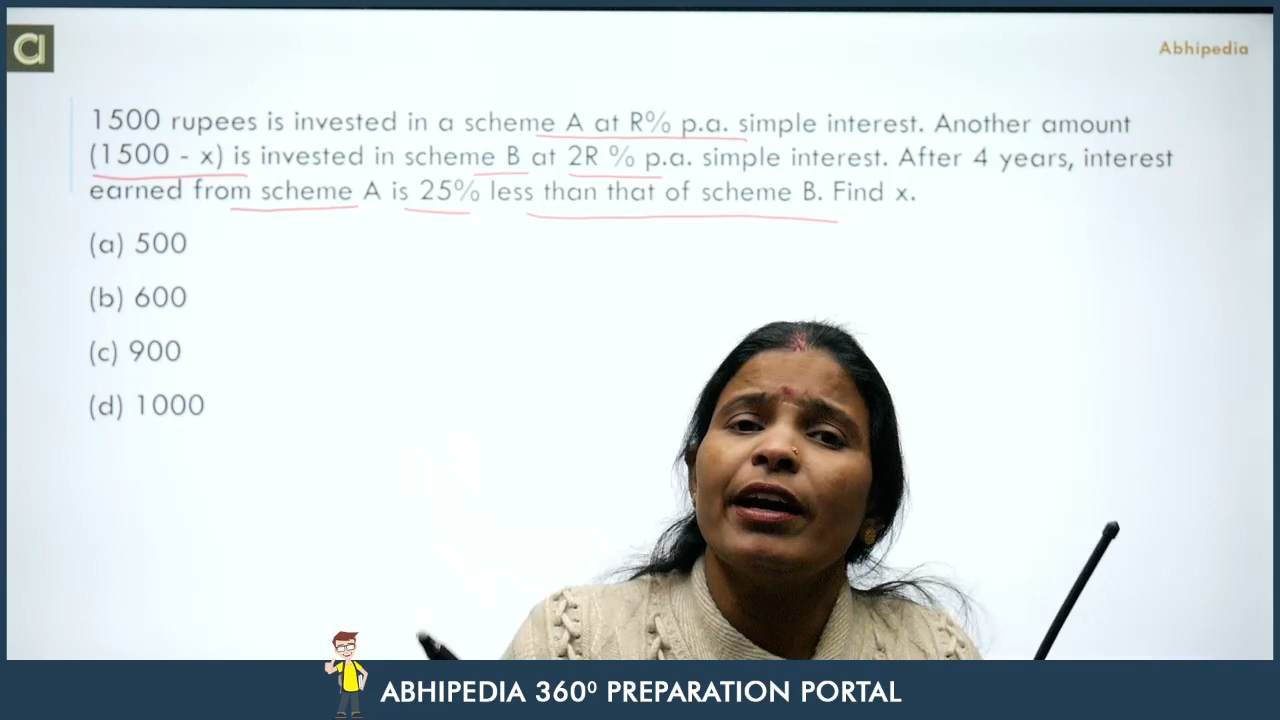 Abhipedia
1500 rupees is invested in a scheme A at R% p.a. simple interest. Another amount
(1500 - x) is invested in scheme B at 2R % p.a. simple interest. After 4 years, interest
earned from scheme A is 25% less than that of scheme B. Find x.
(a) 500
(b) 600
(c) 900
(d) 1000
ABHIPEDIA 360⁰ PREPARATION PORTAL